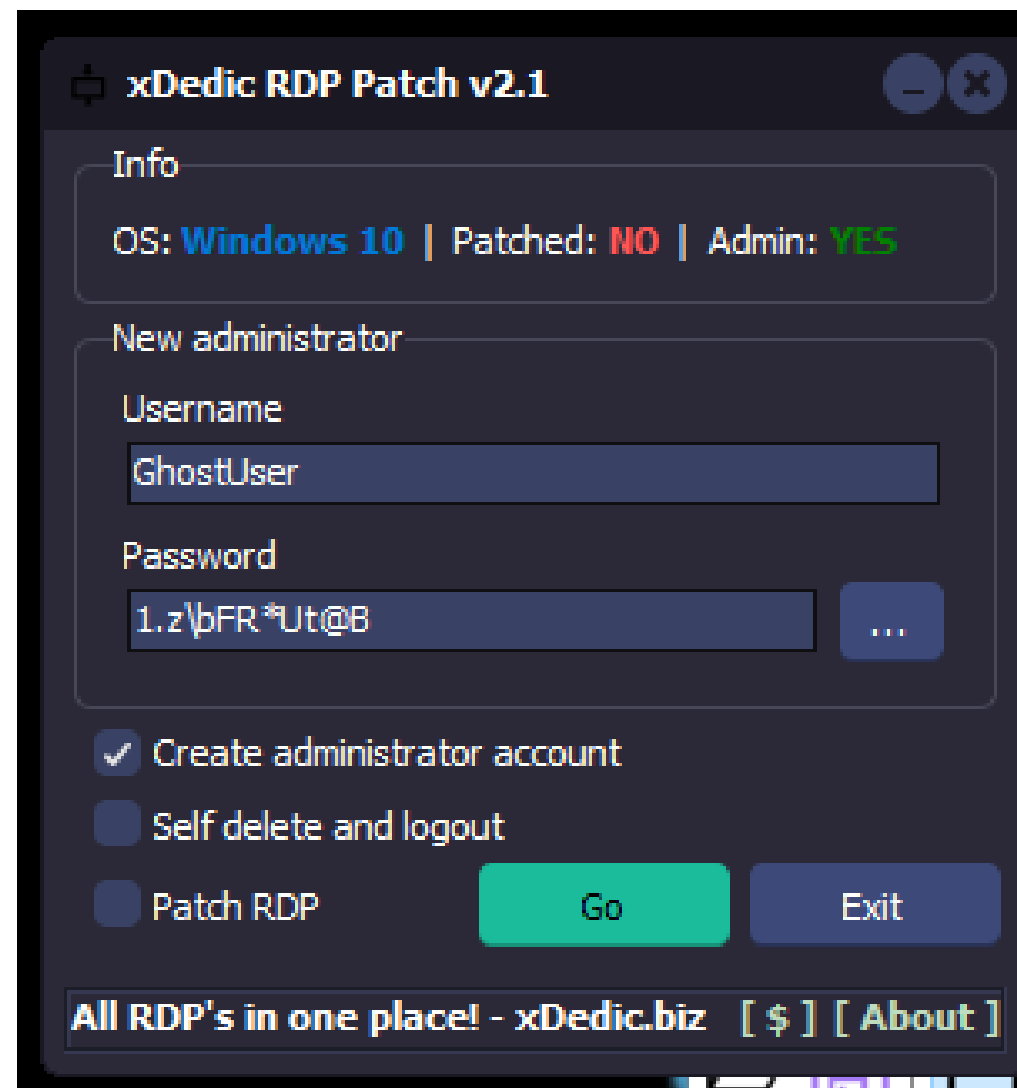 xDedic RDP Patch v2.1
Info
OS: Windows 10 | Patched: NO | Admin: YES
New administrator
Username
GhostUser
Password
1.z\bFR*Ut@B
...
Create administrator account
Self delete and logout
Patch RDP
Go
Exit
All RDP's in one place! - xDedic.biz [ $ ] [ About ]